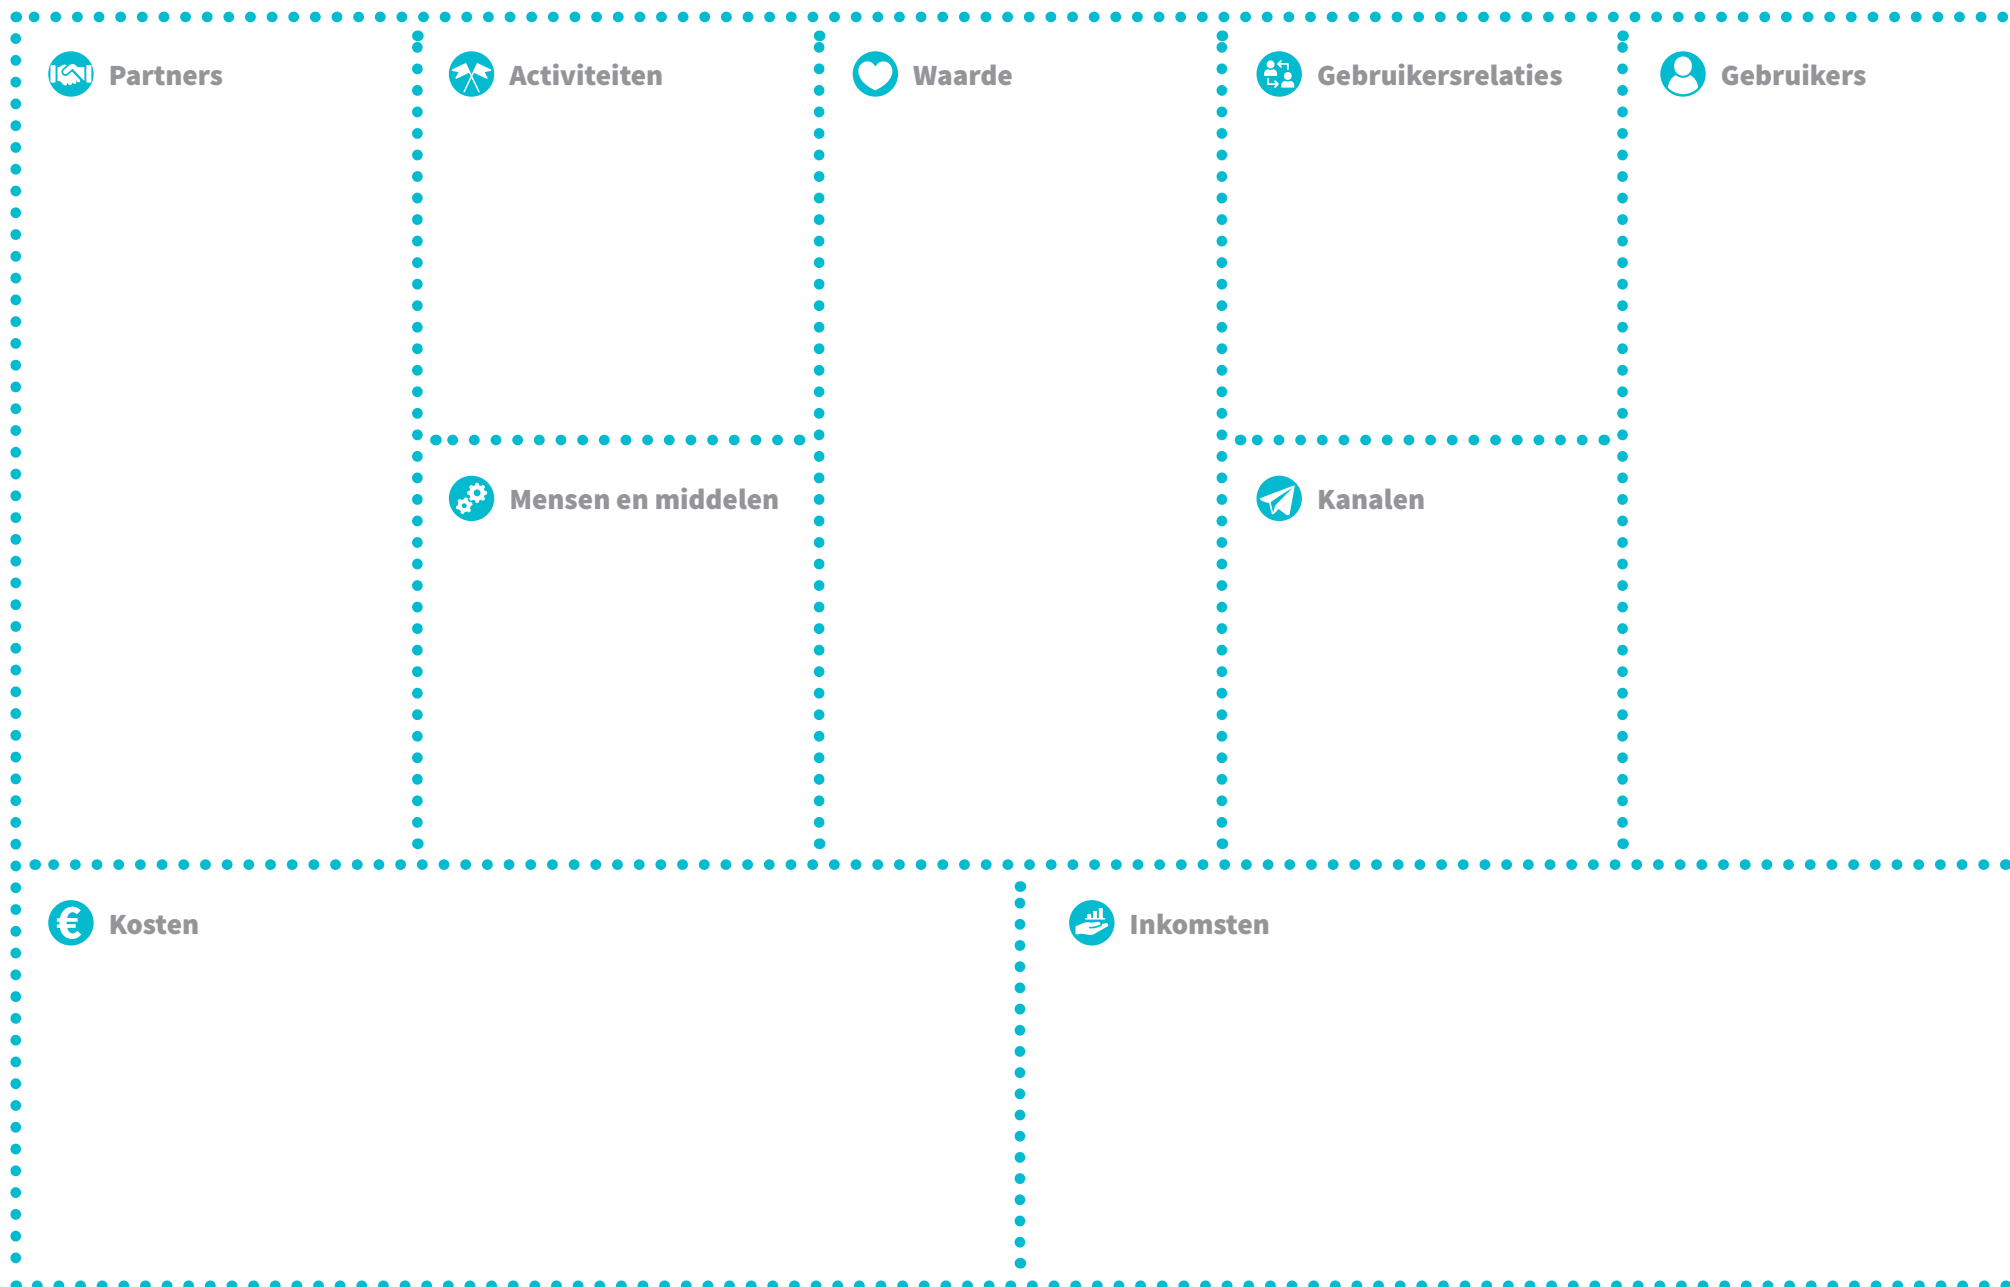 Partners
Activiteiten
Waarde
Gebruikersrelaties
Gebruikers
Mensen en middelen
Kanalen
€ Kosten
Inkomsten